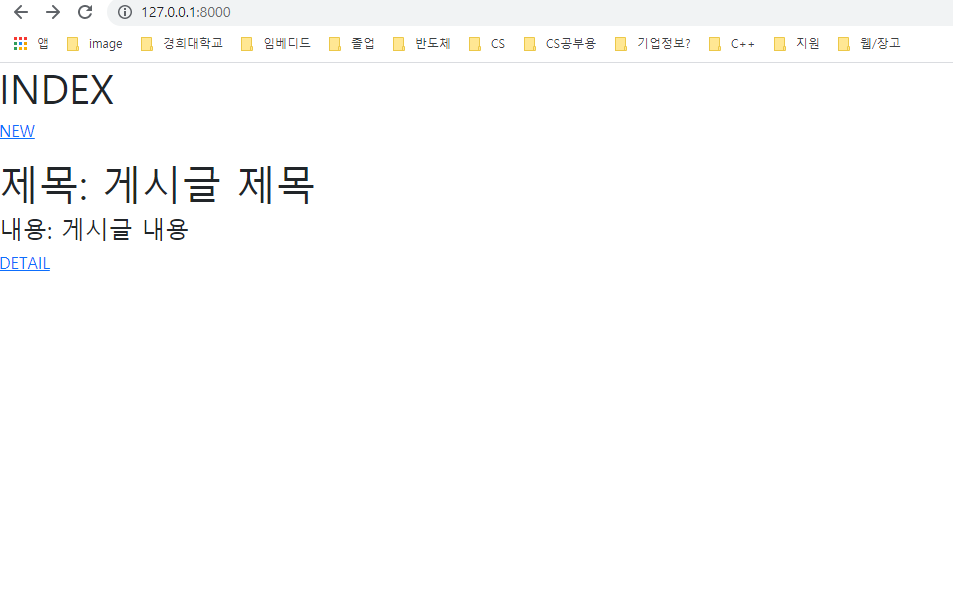 127.0.0.1:8000
앱 image 경희대학교 임베디드 졸업 반도체 CS CS공부용 기업정보? C++ 지원 웹/장고
INDEX
NEW
제목: 게시글 제목
내용: 게시글 내용
DETAIL